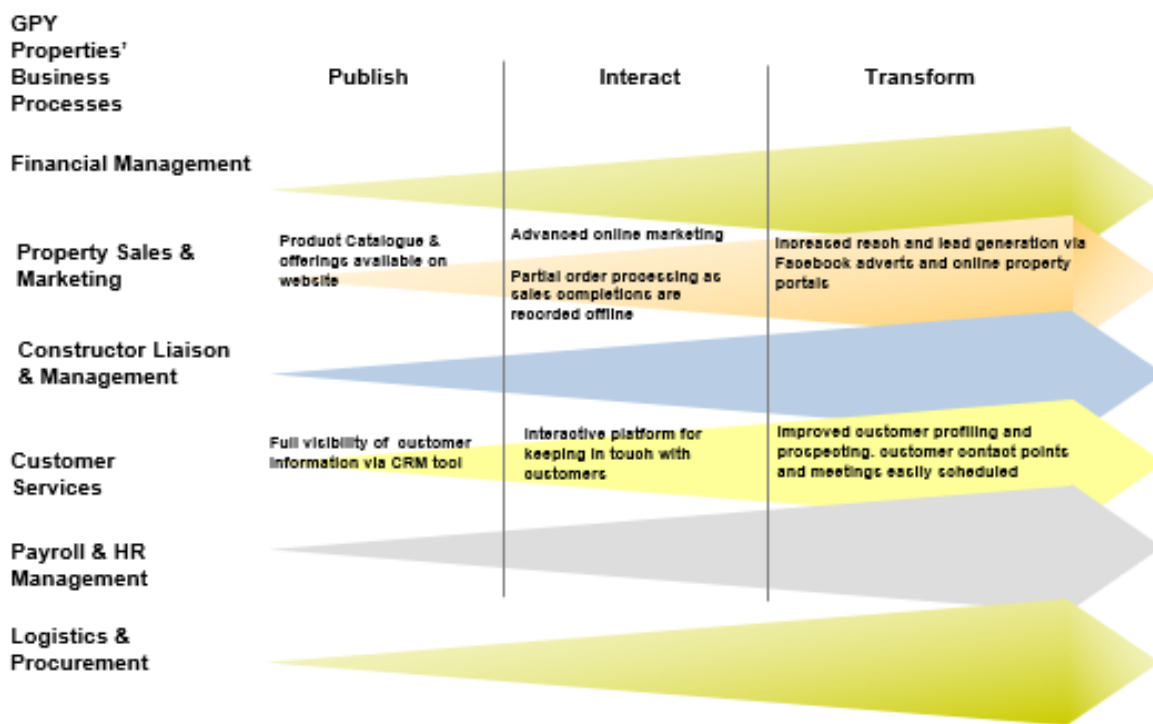 GPY
Properties'
Business
Processes
Publish
Interact
Transform
Financial Management
Property Sales &
Marketing
Product Catalogue &
offerings available on
website
Advanced online marketing
Partial order processing as
sales completions are
recorded offline
Increased reach and lead generation via
Facebook adverts and online property
portals
Constructor Liaison
& Management
Customer
Services
Full visibility of customer
information via CRM tool
Interactive platform for
keeping in touch with
customers
Improved customer profiling and
prospecting. customer contact points
and meetings easily scheduled
Payroll & HR
Management
Logistics &
Procurement